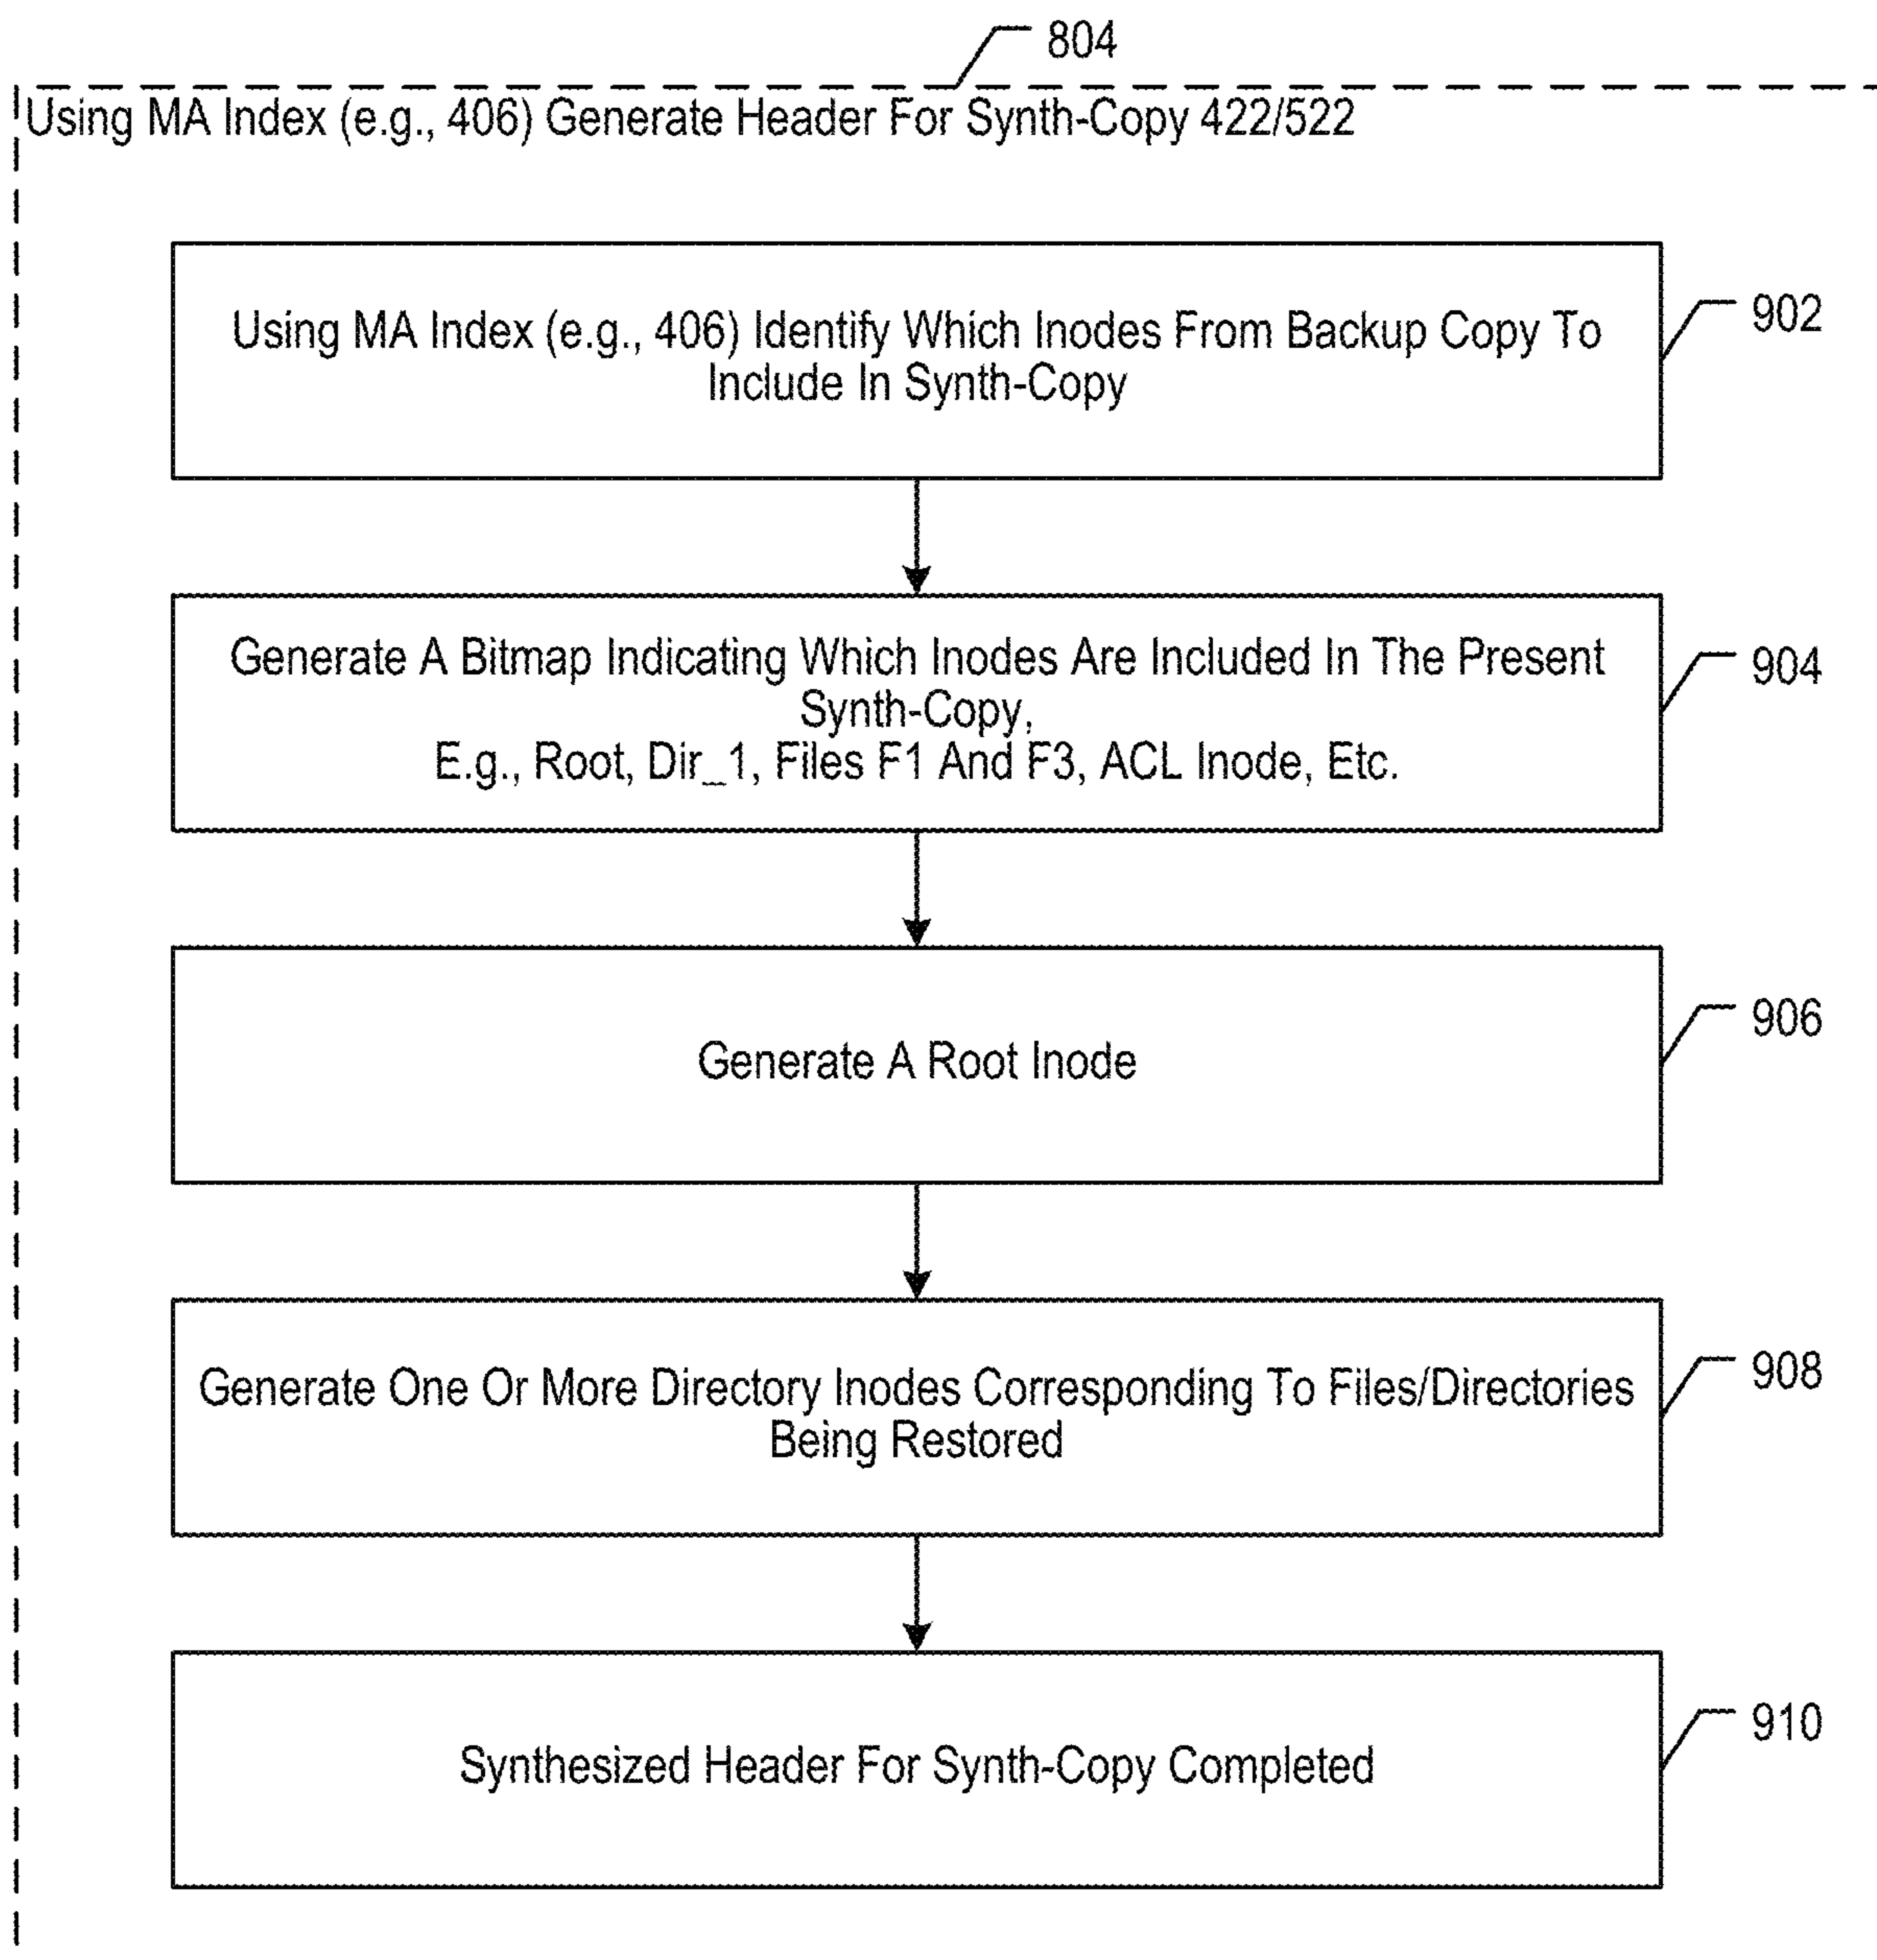 804
Using MA Index (e.g., 406) Generate Header For Synth-Copy 422/522
Using MA Index (e.g., 406) Identify Which Inodes From Backup Copy To
Include In Synth-Copy
902
Generate A Bitmap Indicating Which Inodes Are Included In The Present
Synth-Copy,
E.g., Root, Dir_1, Files F1 And F3, ACL Inode, Etc.
904
Generate A Root Inode
906
Generate One Or More Directory Inodes Corresponding To Files/Directories
Being Restored
908
Synthesized Header For Synth-Copy Completed
910